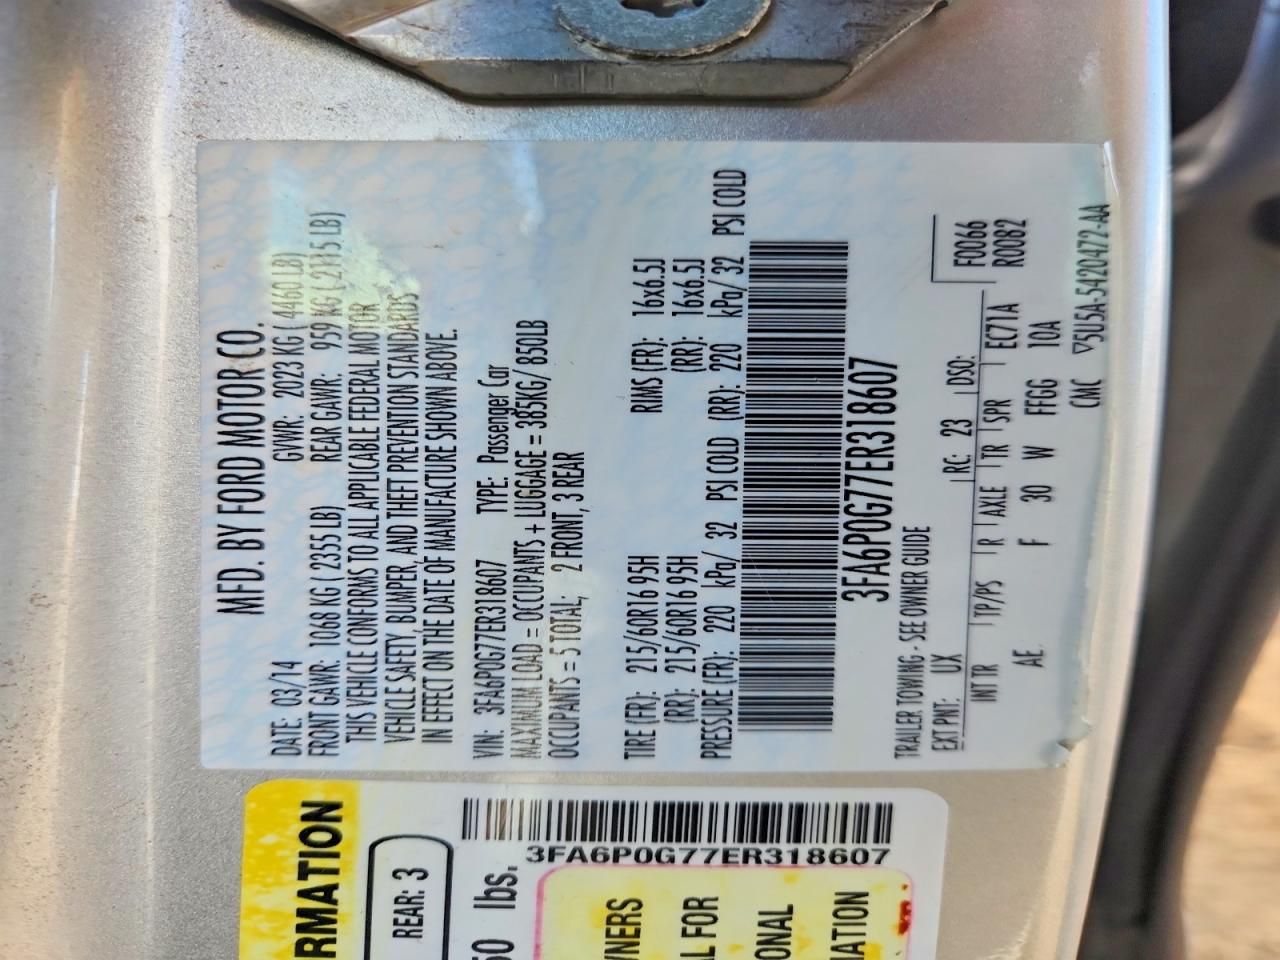 MFD. BY FORD MOTOR CO.
DATE: 03/14 GVWR: 2023 KG ( 4460 LB)
FRONT GAWR: 1068 KG ( 2355 LB) REAR GAWR: 959 KG ( 2115 LB)
THIS VEHICLE CONFORMS TO ALL APPLICABLE FEDERAL MOTOR
VEHICLE SAFETY, BUMPER, AND THEFT PREVENTION STANDARDS
IN EFFECT ON THE DATE OF MANUFACTURE SHOWN ABOVE.
VIN: 3FA6P0G77ER318607 TYPE: Passenger Car
MAXIMUM LOAD = OCCUPANTS + LUGGAGE = 385KG/ 850LB
OCCUPANTS = 5 TOTAL; 2 FRONT, 3 REAR
TIRE (FR): 215/60R16 95H RIMS (FR): 16x6.5J
(RR): 215/60R16 95H (RR): 16x6.5J
PRESSURE (FR): 220 kPa/ 32 PSI COLD (RR): 220 kPa/ 32 PSI COLD
3FA6P0G77ER318607
TRAILER TOWING - SEE OWNER GUIDE
F0066
R0082
EXT PNT: UX RC: 23 DSO:
INT TR TP/PS R AXLE TR SPR EC71A
AE F 30 W FFGG 10A
CMC ▽5U5A-5420472-AA
RMATION
REAR: 3
50 lbs.
3FA6P0G77ER318607
WNERS
AL FOR
ONAL
MATION